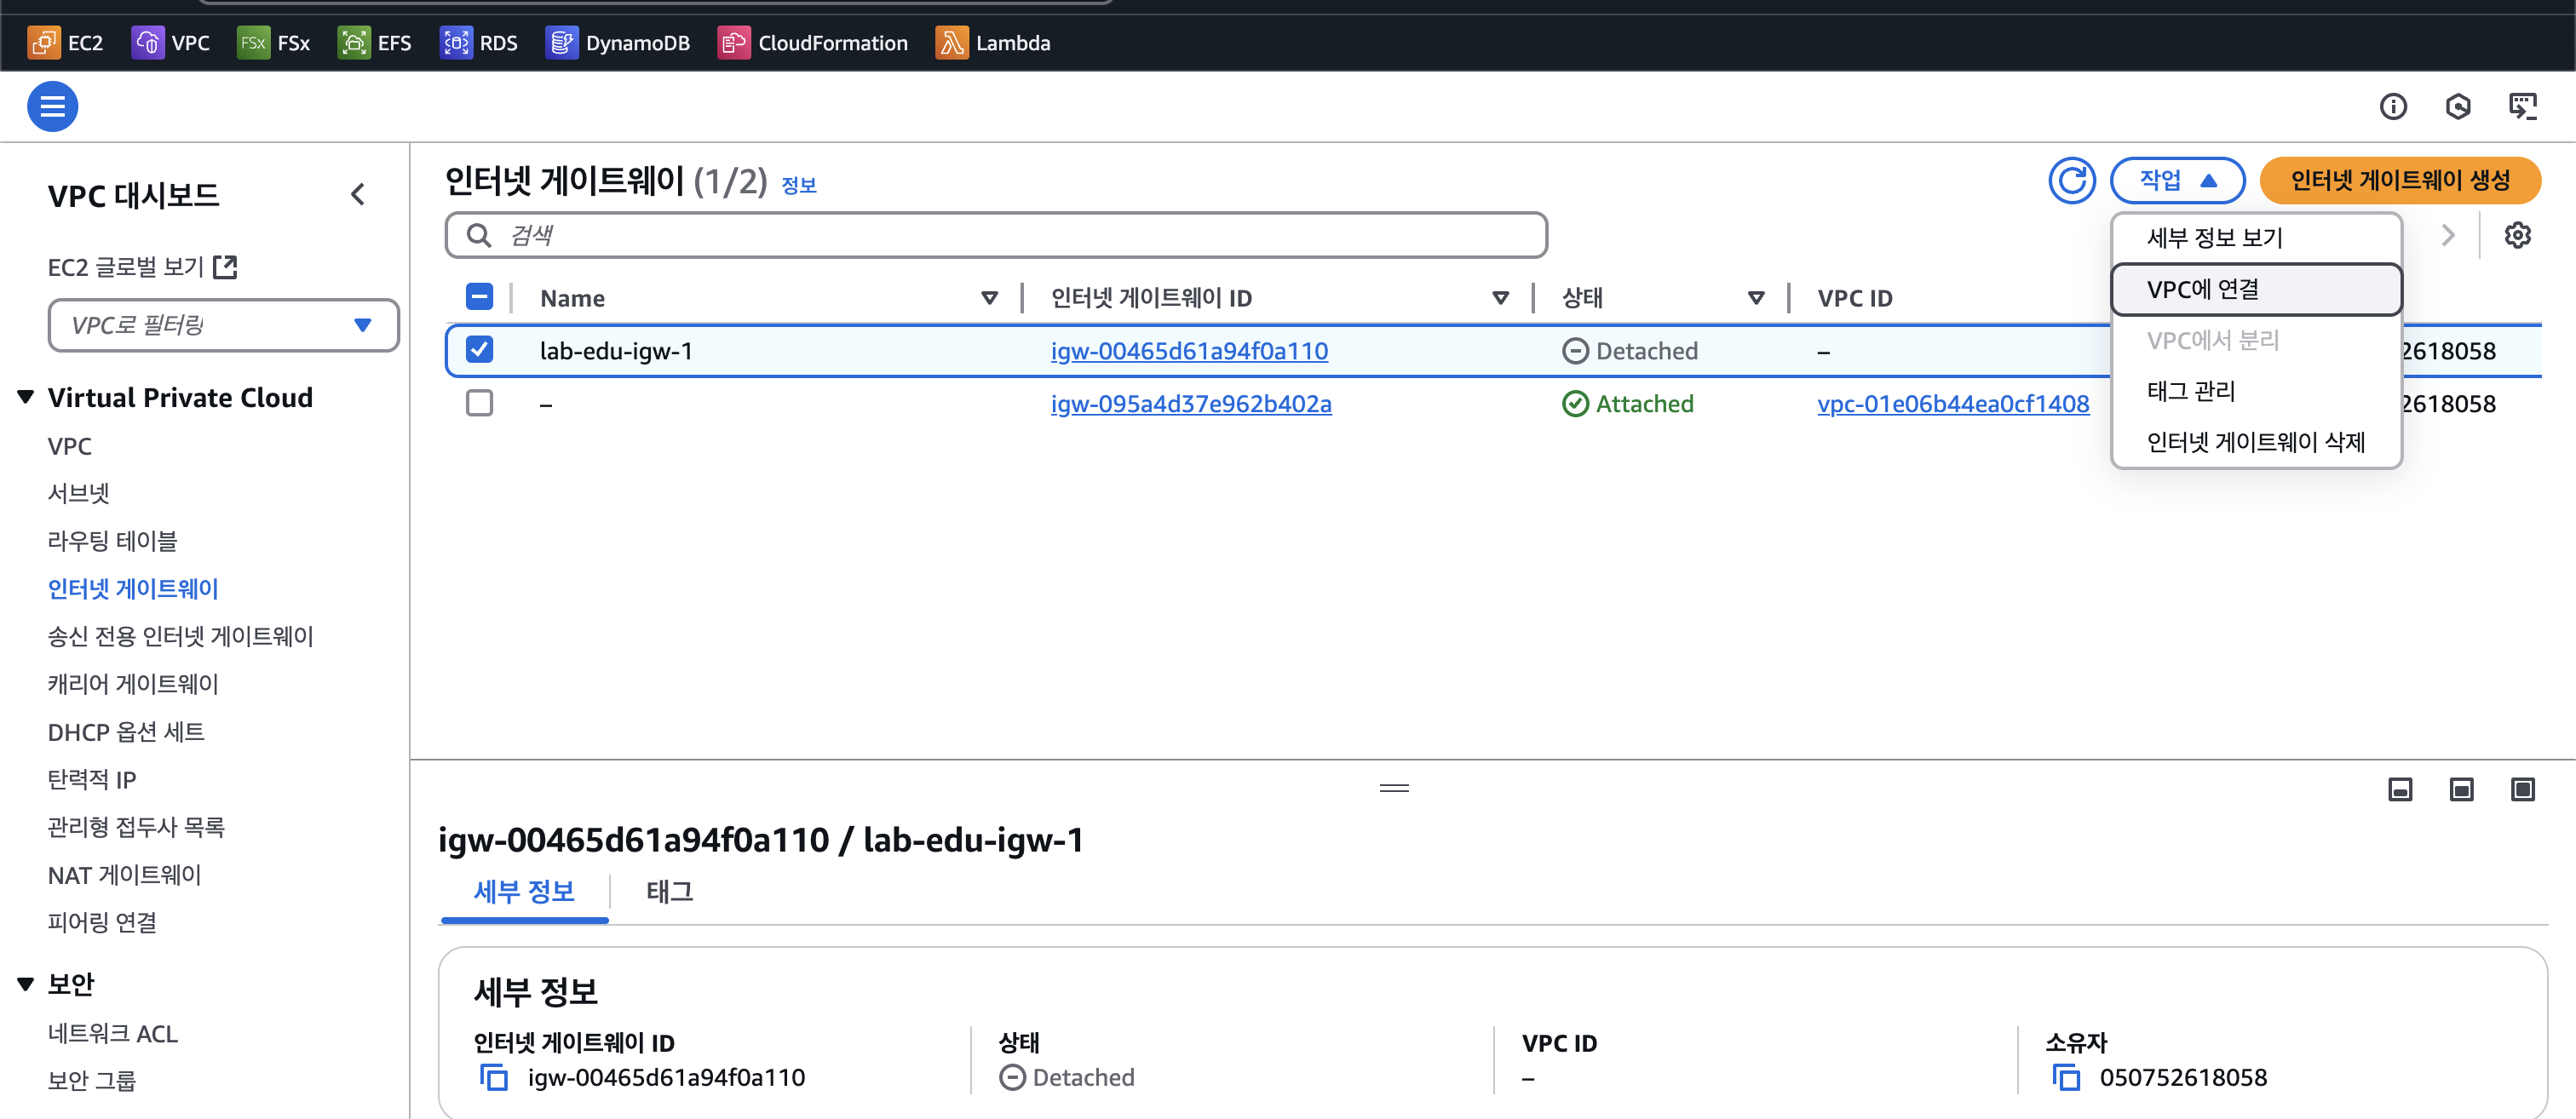 EC2 VPC FSx FSx EFS RDS DynamoDB CloudFormation Lambda
VPC 대시보드
EC2 글로벌 보기
VPC로 필터링
Virtual Private Cloud
VPC
서브넷
라우팅 테이블
인터넷 게이트웨이
송신 전용 인터넷 게이트웨이
캐리어 게이트웨이
DHCP 옵션 세트
탄력적 IP
관리형 접두사 목록
NAT 게이트웨이
피어링 연결
보안
네트워크 ACL
보안 그룹
인터넷 게이트웨이 (1/2) 정보
작업
인터넷 게이트웨이 생성
검색
세부 정보 보기
VPC에 연결
VPC에서 분리
태그 관리
인터넷 게이트웨이 삭제
Name 인터넷 게이트웨이 ID 상태 VPC ID
lab-edu-igw-1 igw-00465d61a94f0a110 Detached – 2618058
– igw-095a4d37e962b402a Attached vpc-01e06b44ea0cf1408 2618058
igw-00465d61a94f0a110 / lab-edu-igw-1
세부 정보 태그
세부 정보
인터넷 게이트웨이 ID 상태 VPC ID 소유자
igw-00465d61a94f0a110 Detached – 050752618058